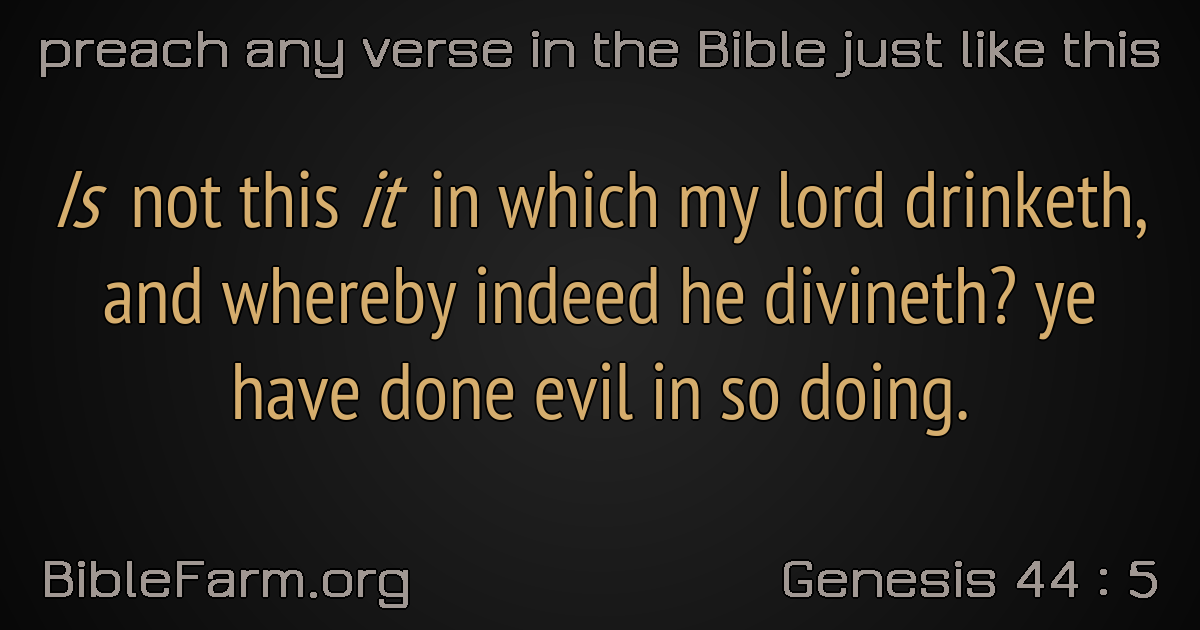 preach any verse in the Bible just like this
Is not this it in which my lord drinketh,
and whereby indeed he divineth? ye
have done evil in so doing.
BibleFarm.org
Genesis 44 : 5